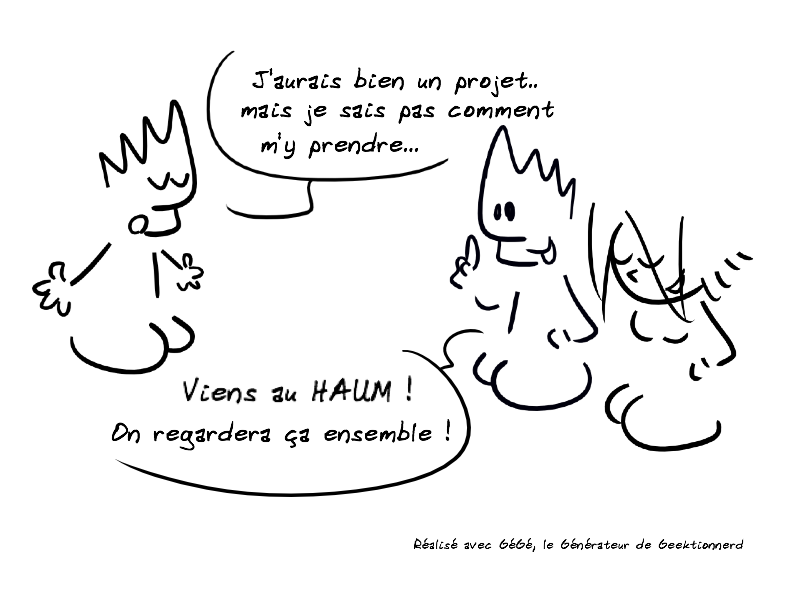 J'aurais bien un projet..
mais je sais pas comment
m'y prendre...
Viens au HAUM !
On regardera ça ensemble !
Réalisé avec GéGé, le Générateur de Geektionnerd